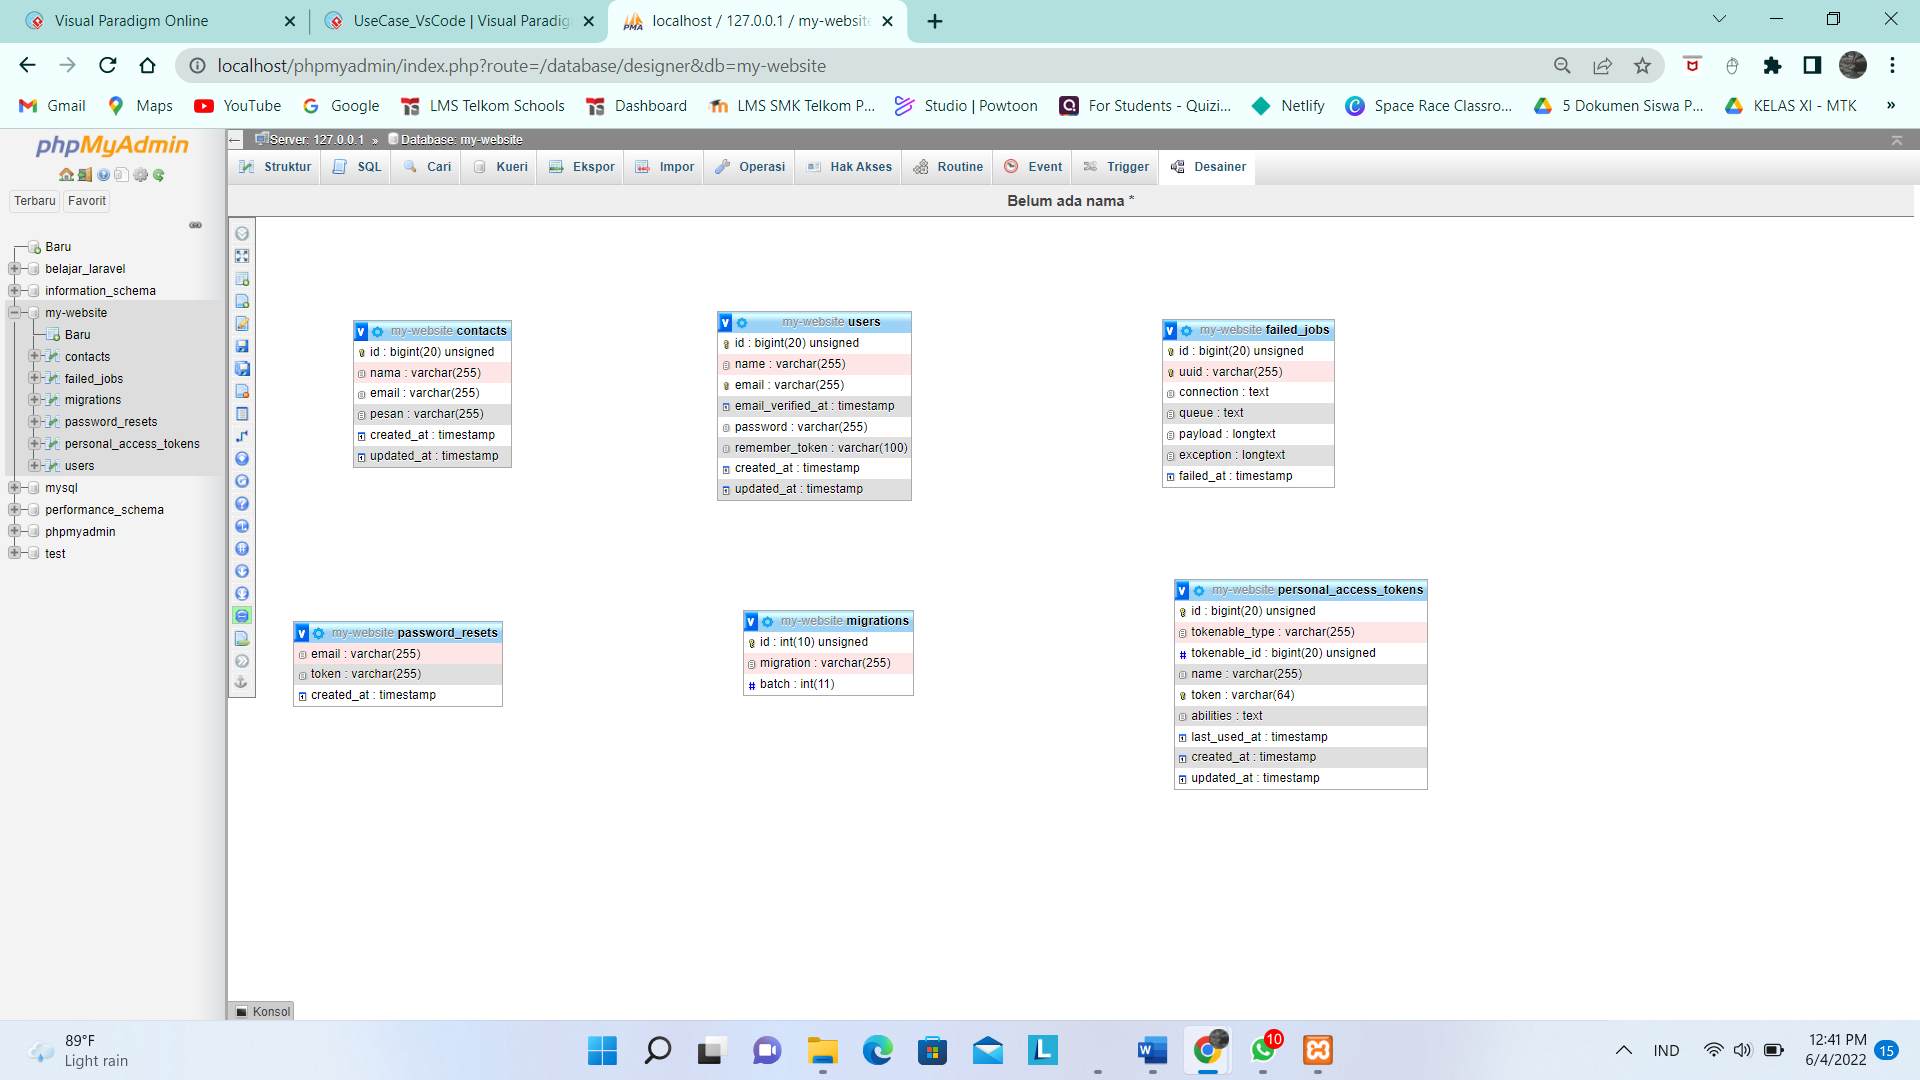 Visual Paradigm Online
UseCase_VsCode | Visual Paradig
localhost / 127.0.0.1 / my-website
localhost/phpmyadmin/index.php?route=/database/designer&db=my-website
Gmail
Maps
YouTube
Google
LMS Telkom Schools
Dashboard
LMS SMK Telkom P...
Studio | Powtoon
For Students - Quizi...
Netlify
Space Race Classro...
5 Dokumen Siswa P...
KELAS XI - MTK
»
phpMyAdmin
Terbaru
Favorit
Baru
belajar_laravel
information_schema
my-website
Baru
contacts
failed_jobs
migrations
password_resets
personal_access_tokens
users
mysql
performance_schema
phpmyadmin
test
Server: 127.0.0.1 » Database: my-website
Struktur
SQL
Cari
Kueri
Ekspor
Impor
Operasi
Hak Akses
Routine
Event
Trigger
Desainer
Belum ada nama *
my-website contacts
id : bigint(20) unsigned
nama : varchar(255)
email : varchar(255)
pesan : varchar(255)
created_at : timestamp
updated_at : timestamp
my-website users
id : bigint(20) unsigned
name : varchar(255)
email : varchar(255)
email_verified_at : timestamp
password : varchar(255)
remember_token : varchar(100)
created_at : timestamp
updated_at : timestamp
my-website failed_jobs
id : bigint(20) unsigned
uuid : varchar(255)
connection : text
queue : text
payload : longtext
exception : longtext
failed_at : timestamp
my-website password_resets
email : varchar(255)
token : varchar(255)
created_at : timestamp
my-website migrations
id : int(10) unsigned
migration : varchar(255)
batch : int(11)
my-website personal_access_tokens
id : bigint(20) unsigned
tokenable_type : varchar(255)
tokenable_id : bigint(20) unsigned
name : varchar(255)
token : varchar(64)
abilities : text
last_used_at : timestamp
created_at : timestamp
updated_at : timestamp
Konsol
89°F
Light rain
10
IND
12:41 PM
6/4/2022
15